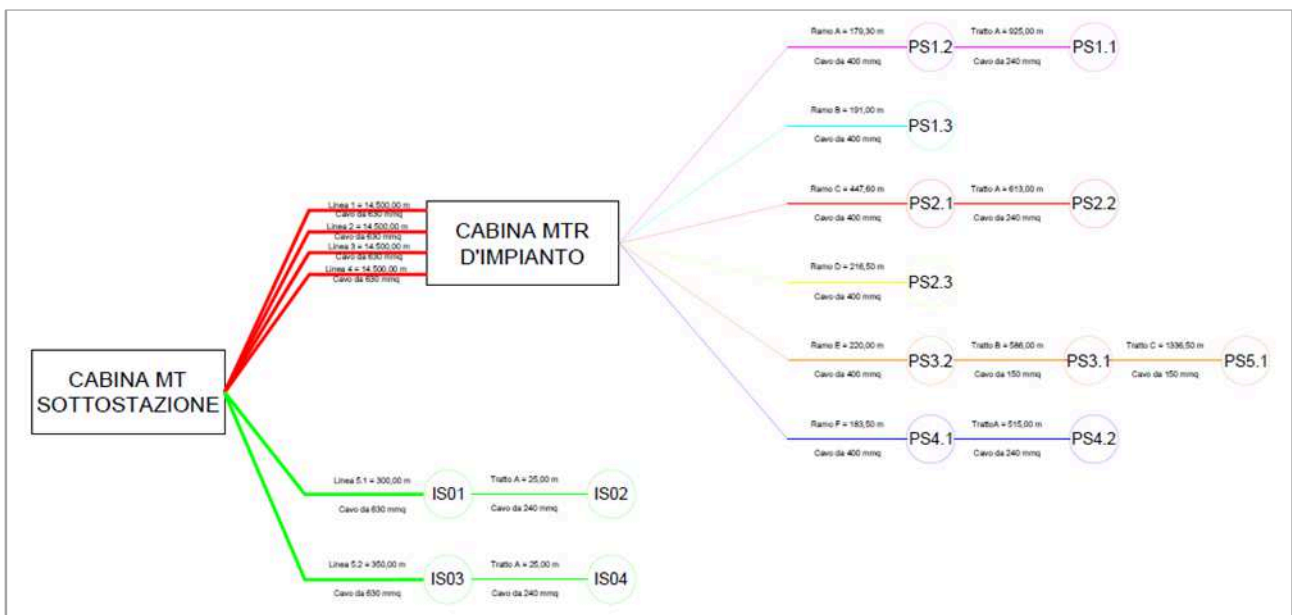 Ramo A = 179,30 m
Cavo da 400 mmq
PS1.2
Tratto A = 925,00 m
Cavo da 240 mmq
PS1.1
Ramo B = 191,00 m
Cavo da 400 mmq
PS1.3
Linea 1 = 14.500,00 m
Cavo da 630 mmq
Linea 2 = 14.500,00 m
Cavo da 630 mmq
Linea 3 = 14.500,00 m
Cavo da 630 mmq
Linea 4 = 14.500,00 m
Cavo da 630 mmq
CABINA MTR
D'IMPIANTO
Ramo C = 447,60 m
Cavo da 400 mmq
PS2.1
Tratto A = 613,00 m
Cavo da 240 mmq
PS2.2
Ramo D = 216,50 m
Cavo da 400 mmq
PS2.3
Ramo E = 220,00 m
Cavo da 400 mmq
PS3.2
Tratto B = 586,00 m
Cavo da 150 mmq
PS3.1
Tratto C = 1336,50 m
Cavo da 150 mmq
PS5.1
CABINA MT
SOTTOSTAZIONE
Ramo F = 183,50 m
Cavo da 400 mmq
PS4.1
TrattoA = 515,00 m
Cavo da 240 mmq
PS4.2
Linea 5.1 = 300,00 m
Cavo da 630 mmq
IS01
Tratto A = 25,00 m
Cavo da 240 mmq
IS02
Linea 5.2 = 350,00 m
Cavo da 630 mmq
IS03
Tratto A = 25,00 m
Cavo da 240 mmq
IS04